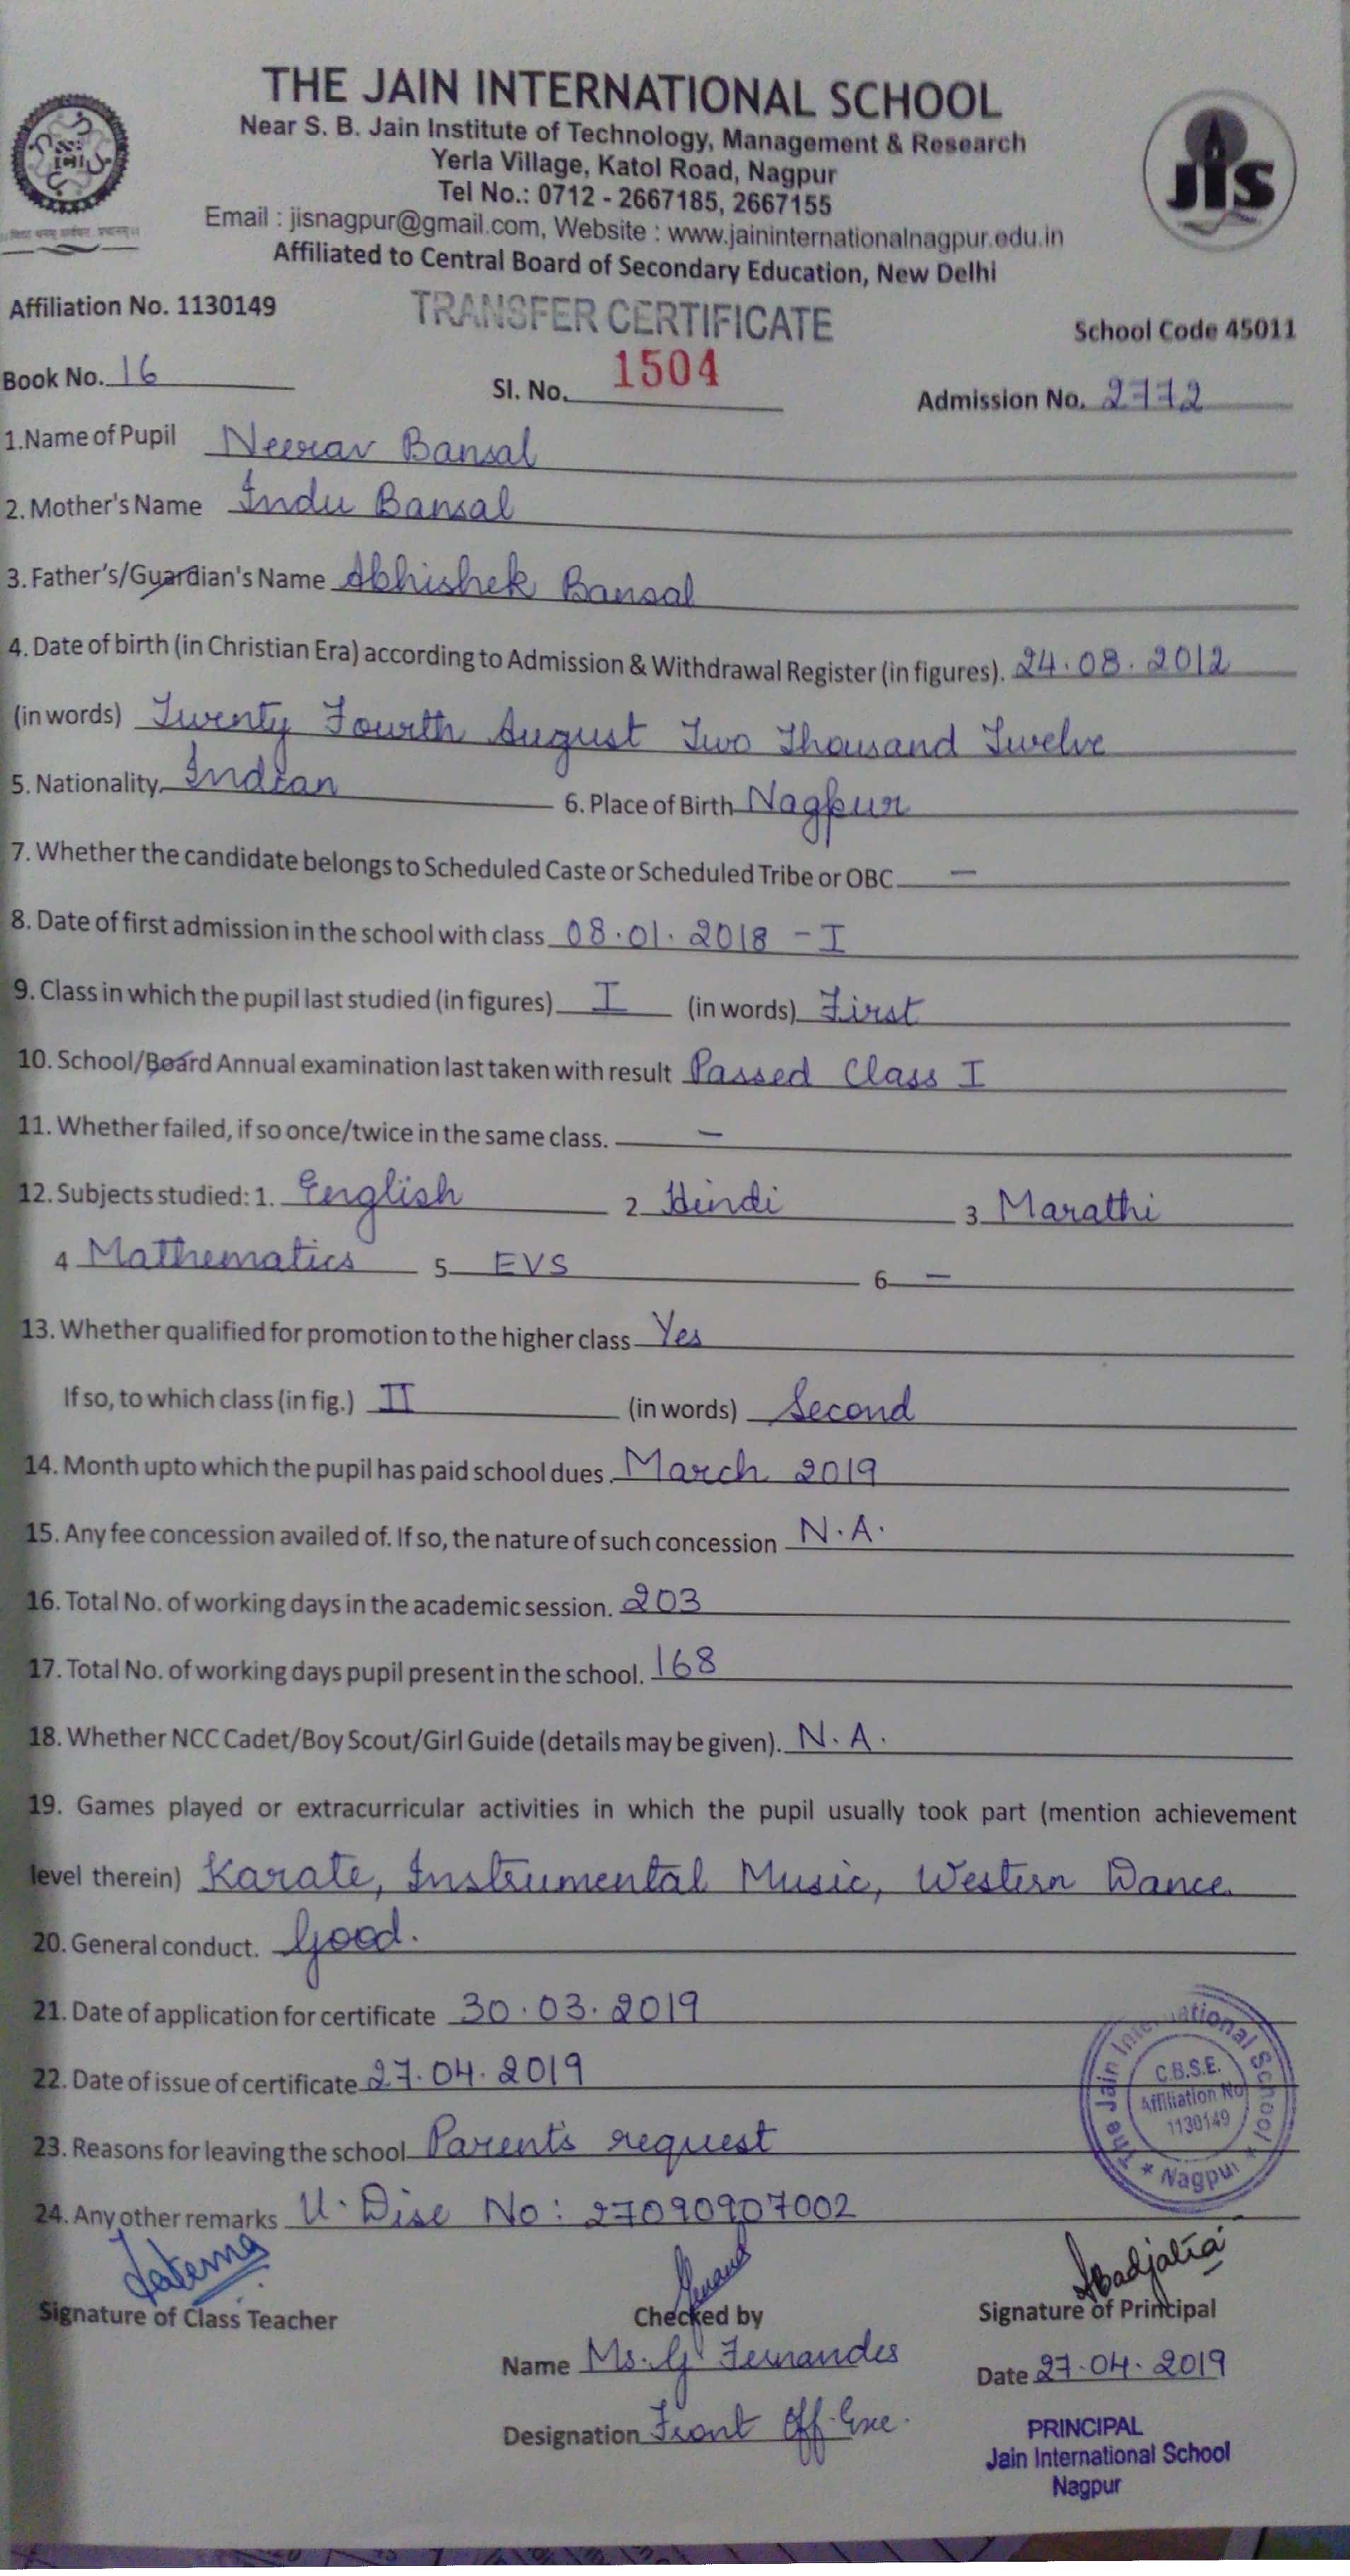 THE JAIN INTERNATIONAL SCHOOL
Near S. B. Jain Institute of Technology, Management & Research
Yerla Village, Katol Road, Nagpur
Tel No.: 0712 - 2667185, 2667155
Email : jisnagpur@gmail.com, Website : www.jaininternationalnagpur.edu.in
Affiliated to Central Board of Secondary Education, New Delhi
JIS
Affiliation No. 1130149 TRANSFER CERTIFICATE School Code 45011
Book No. 16 Sl. No. 1504 Admission No. 2772
1.Name of Pupil Neerav Bansal
2. Mother's Name Indu Bansal
3. Father's/Guardian's Name Abhishek Bansal
4. Date of birth (in Christian Era) according to Admission & Withdrawal Register (in figures). 24.08.2012
(in words) Twenty Fourth August Two Thousand Twelve
5. Nationality. Indian 6. Place of Birth Nagpur
7. Whether the candidate belongs to Scheduled Caste or Scheduled Tribe or OBC —
8. Date of first admission in the school with class 08.01.2018 - I
9. Class in which the pupil last studied (in figures) I (in words) First
10. School/Board Annual examination last taken with result Passed Class I
11. Whether failed, if so once/twice in the same class. —
12. Subjects studied: 1. English 2 Hindi 3 Marathi
4 Mathematics 5 EVS 6 —
13. Whether qualified for promotion to the higher class Yes
If so, to which class (in fig.) II (in words) Second
14. Month upto which the pupil has paid school dues. March 2019
15. Any fee concession availed of. If so, the nature of such concession N.A.
16. Total No. of working days in the academic session. 203
17. Total No. of working days pupil present in the school. 168
18. Whether NCC Cadet/Boy Scout/Girl Guide (details may be given). N.A.
19. Games played or extracurricular activities in which the pupil usually took part (mention achievement
level therein) Karate, Instrumental Music, Western Dance
20. General conduct. Good.
21. Date of application for certificate 30.03.2019
22. Date of issue of certificate 27.04.2019
23. Reasons for leaving the school Parent's request
24. Any other remarks U.Dise No: 27090907002
The Jain International School
C.B.S.E.
Affiliation No
1130149
* Nagpur *
Signature of Class Teacher Checked by Signature of Principal
Name Ms. G Fernandes Date 27.04.2019
Designation Front Off. Exe.
PRINCIPAL
Jain International School
Nagpur